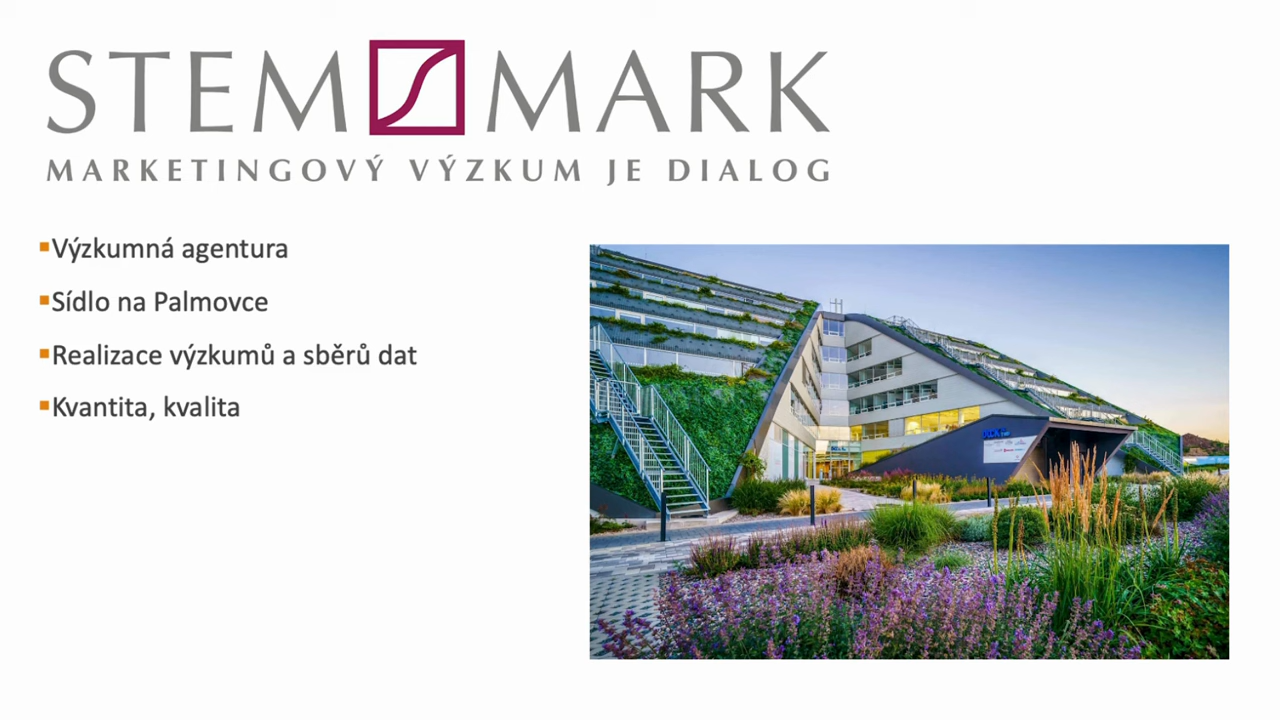 STEM MARK
MARKETINGOVÝ VÝZKUM JE DIALOG
Výzkumná agentura
Sídlo na Palmovce
Realizace výzkumů a sběrů dat
Kvantita, kvalita